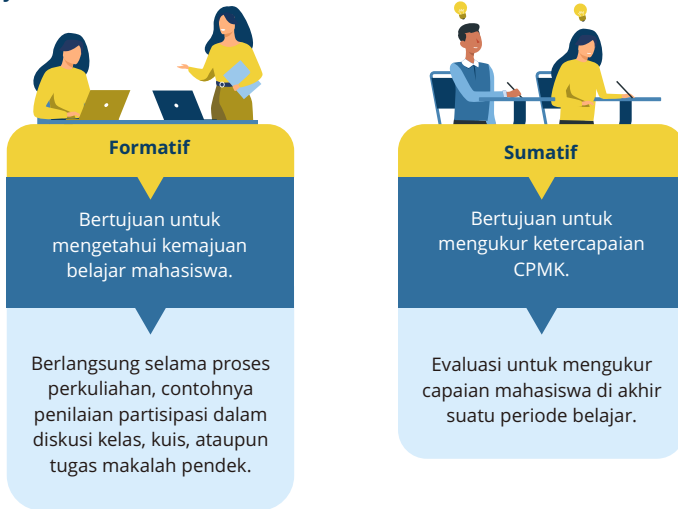 Formatif
Bertujuan untuk
mengetahui kemajuan
belajar mahasiswa.
Berlangsung selama proses
perkuliahan, contohnya
penilaian partisipasi dalam
diskusi kelas, kuis, ataupun
tugas makalah pendek.
Sumatif
Bertujuan untuk
mengukur ketercapaian
CPMK.
Evaluasi untuk mengukur
capaian mahasiswa di akhir
suatu periode belajar.